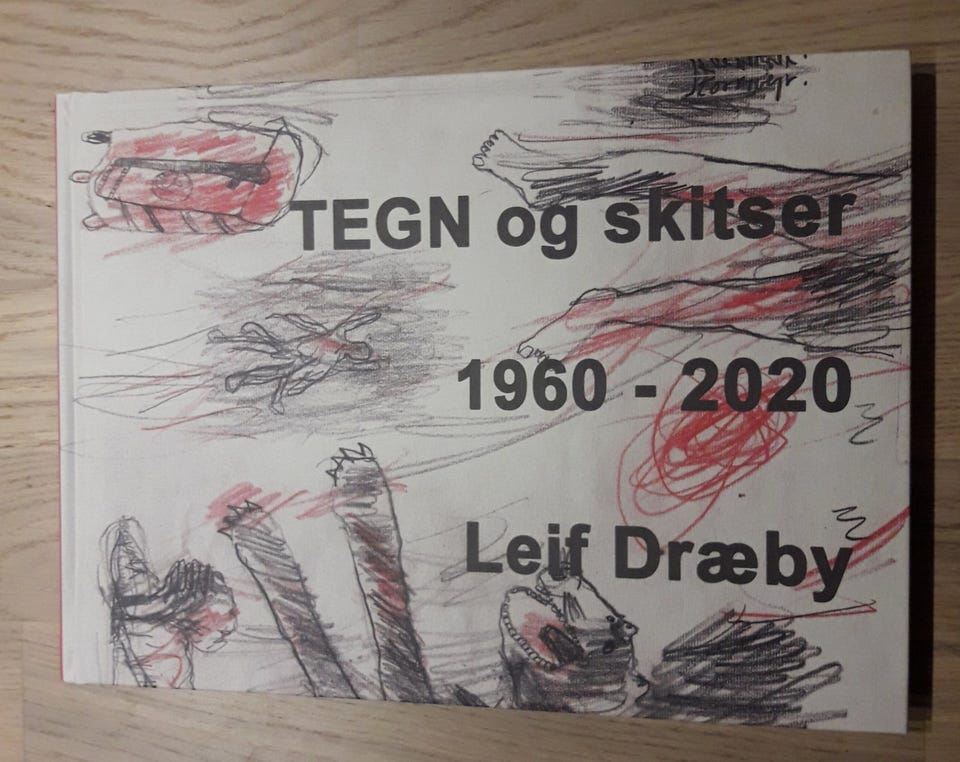 TEGN og skitser
1960 - 2020
Leif Dræby